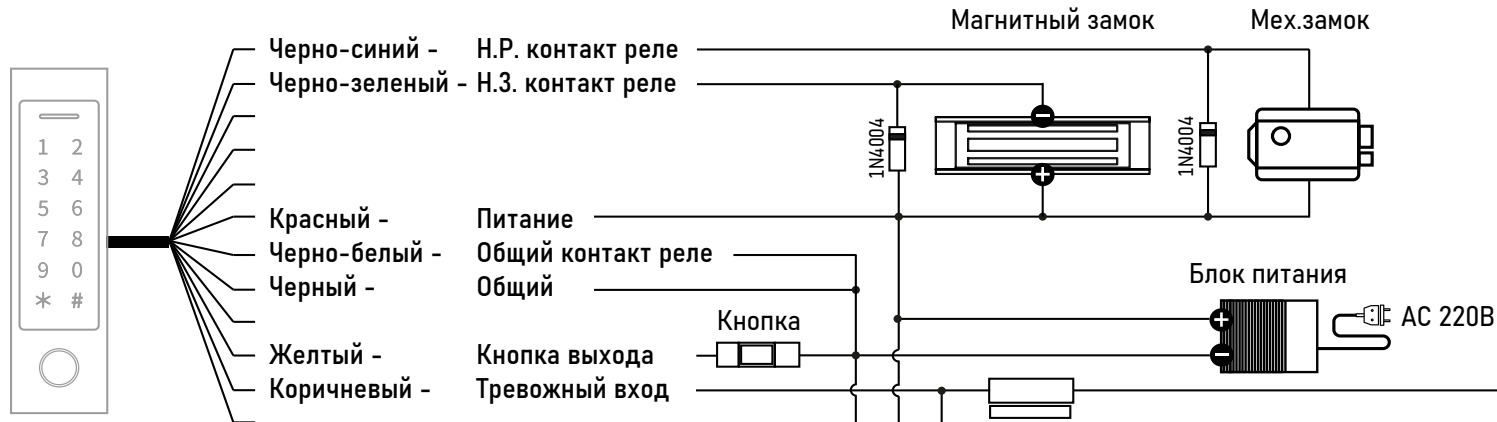 Магнитный замок Мех.замок
Черно-синий - Н.Р. контакт реле
Черно-зеленый - Н.З. контакт реле
1N4004 1N4004
1 2
3 4
5 6
7 8
9 0
* #
Красный - Питание
Черно-белый - Общий контакт реле
Черный - Общий
Блок питания
+
-
+
-
AC 220В
Кнопка
Желтый - Кнопка выхода
Коричневый - Тревожный вход